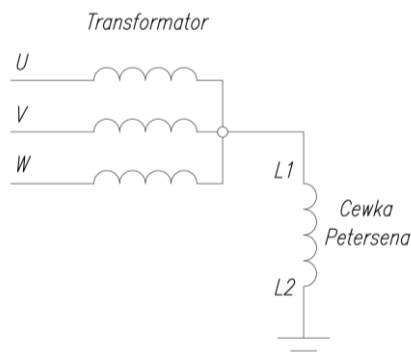 Transformator
U
V
W
L1
Cewka
Petersena
L2